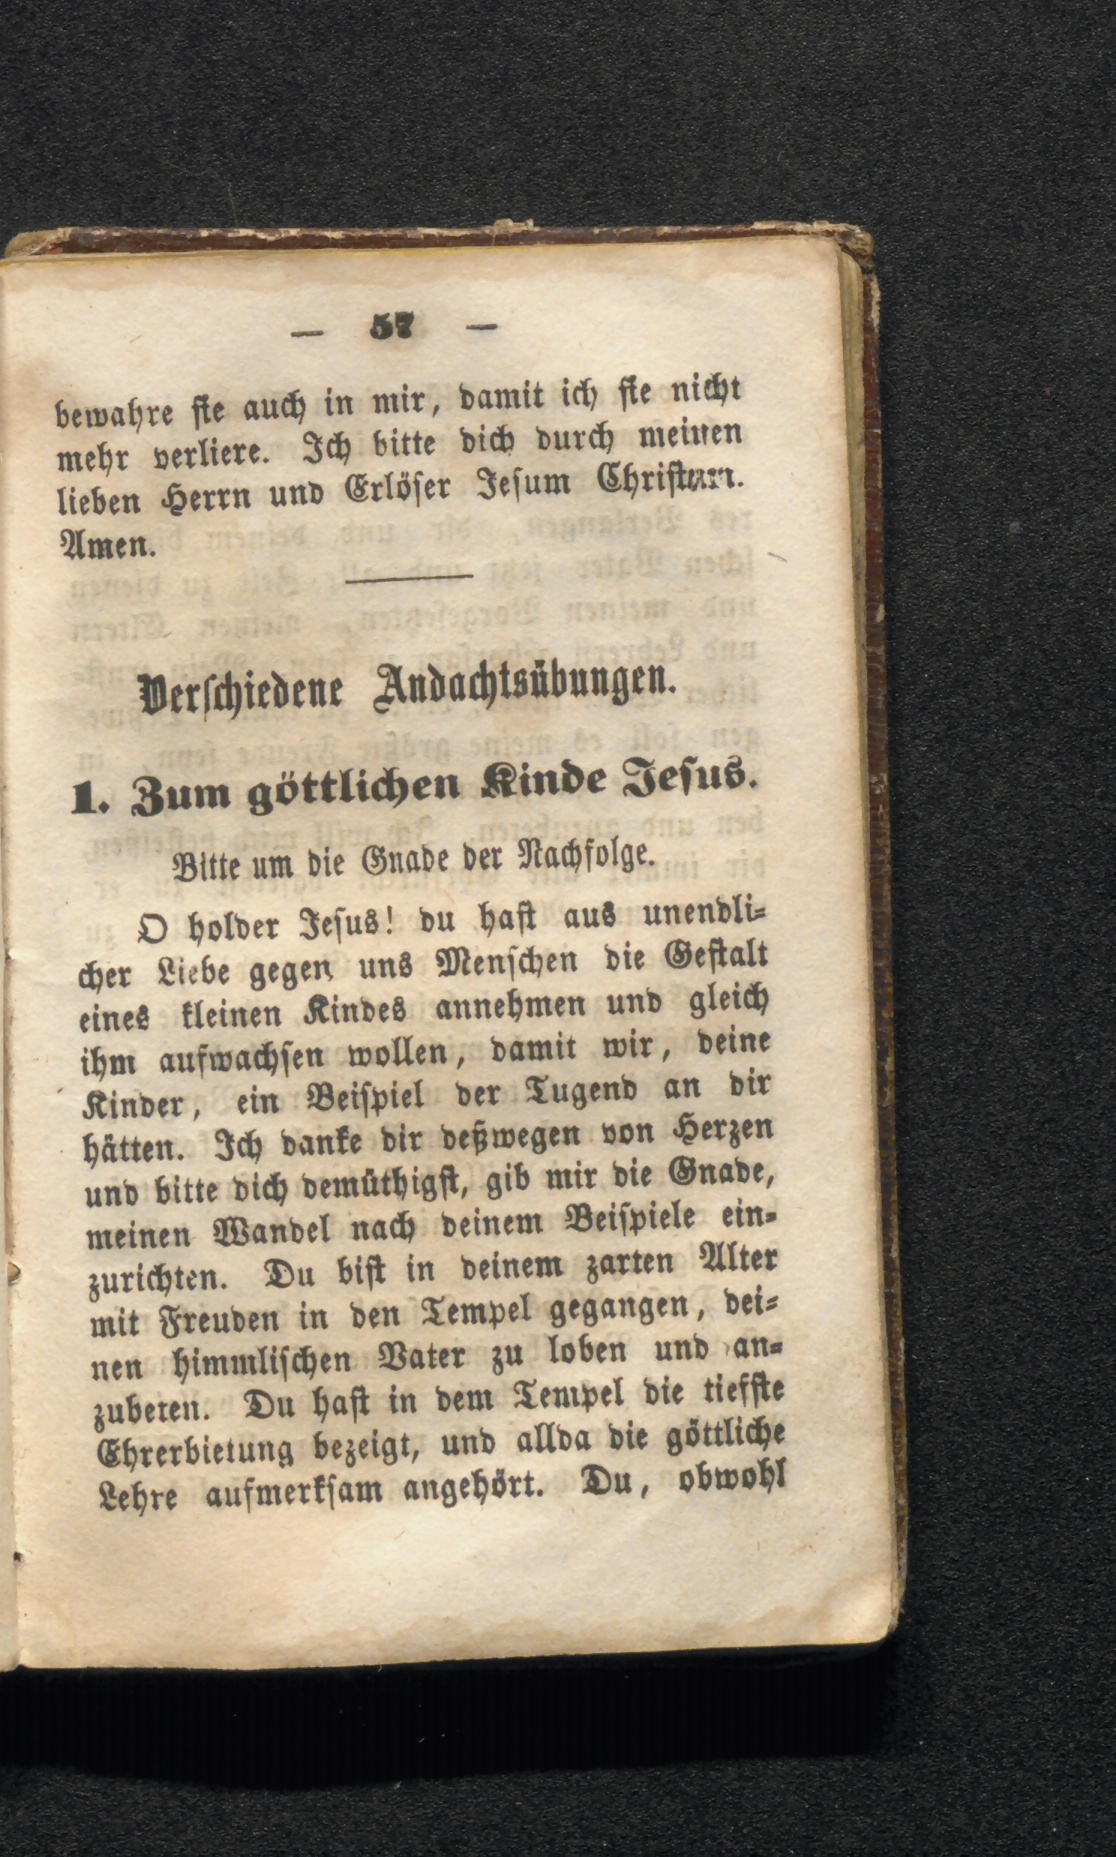 — 57 —
bewahre sie auch in mir, damit ich sie nicht
mehr verliere. Ich bitte dich durch meinen
lieben Herrn und Erlöser Jesum Christum.
Amen.
Verschiedene Andachtsübungen.
1. Zum göttlichen Kinde Jesus.
Bitte um die Gnade der Nachfolge.
O holder Jesus! du hast aus unendli-
cher Liebe gegen uns Menschen die Gestalt
eines kleinen Kindes annehmen und gleich
ihm aufwachsen wollen, damit wir, deine
Kinder, ein Beispiel der Tugend an dir
hätten. Ich danke dir deßwegen von Herzen
und bitte dich demüthigst, gib mir die Gnade,
meinen Wandel nach deinem Beispiele ein-
zurichten. Du bist in deinem zarten Alter
mit Freuden in den Tempel gegangen, dei-
nen himmlischen Vater zu loben und an-
zubeten. Du hast in dem Tempel die tiefste
Ehrerbietung bezeigt, und allda die göttliche
Lehre aufmerksam angehört. Du, obwohl